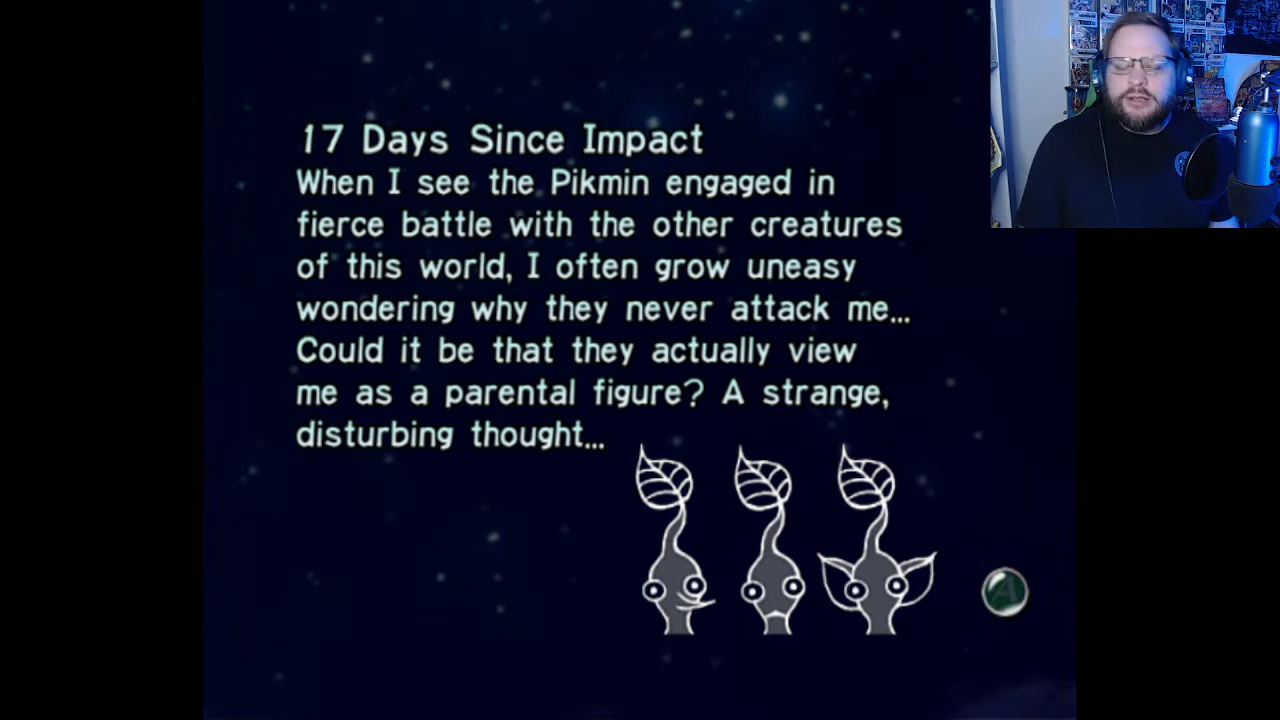 17 Days Since Impact
When I see the Pikmin engaged in
fierce battle with the other creatures
of this world, I often grow uneasy
wondering why they never attack me...
Could it be that they actually view
me as a parental figure? A strange,
disturbing thought...
A